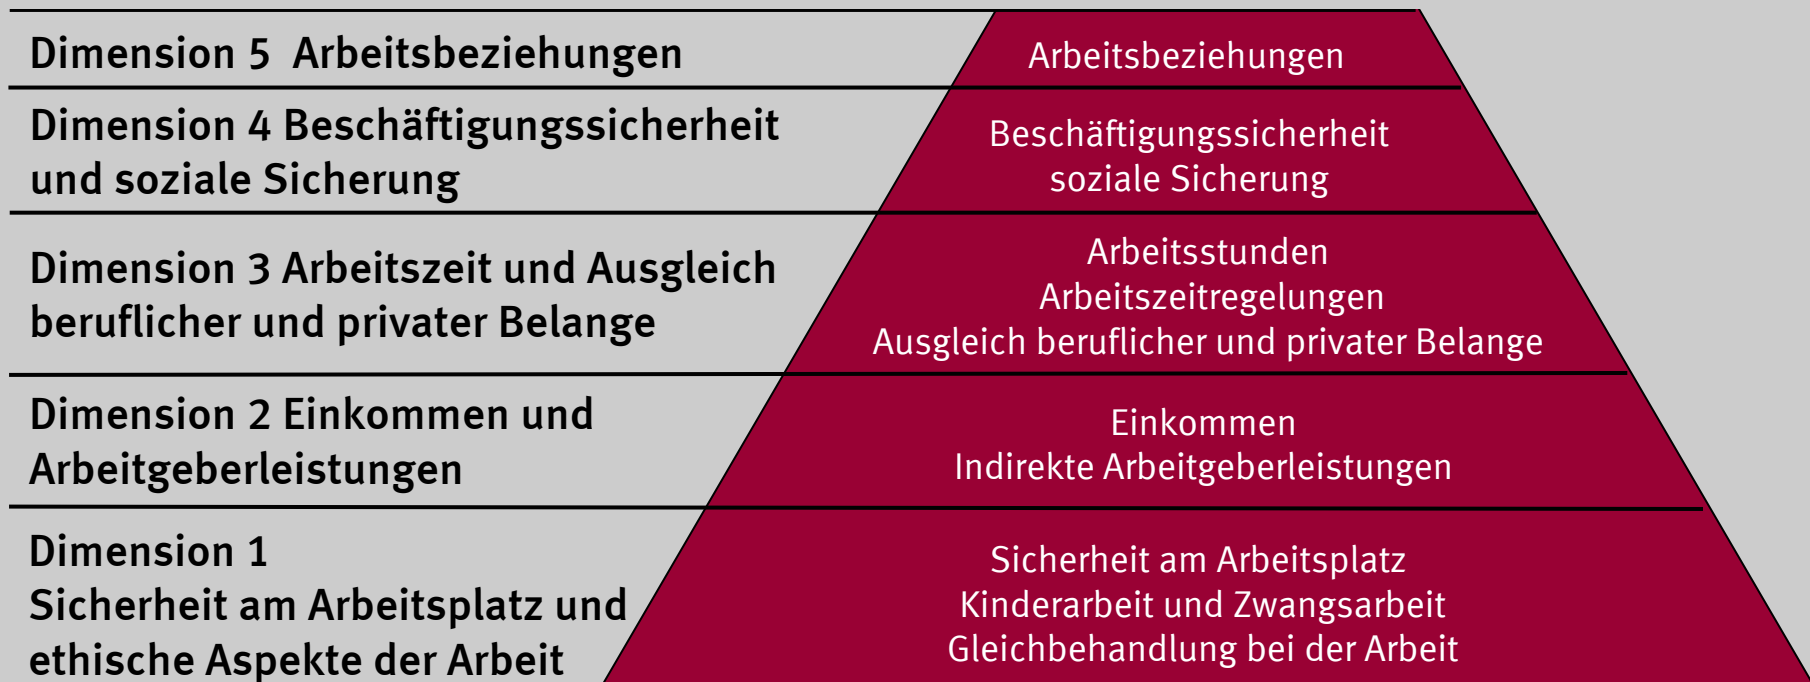 Dimension 5 Arbeitsbeziehungen
Arbeitsbeziehungen
Dimension 4 Beschäftigungssicherheit
und soziale Sicherung
Beschäftigungssicherheit
soziale Sicherung
Dimension 3 Arbeitszeit und Ausgleich
beruflicher und privater Belange
Arbeitsstunden
Arbeitszeitregelungen
Ausgleich beruflicher und privater Belange
Dimension 2 Einkommen und
Arbeitgeberleistungen
Einkommen
Indirekte Arbeitgeberleistungen
Dimension 1
Sicherheit am Arbeitsplatz und
ethische Aspekte der Arbeit
Sicherheit am Arbeitsplatz
Kinderarbeit und Zwangsarbeit
Gleichbehandlung bei der Arbeit